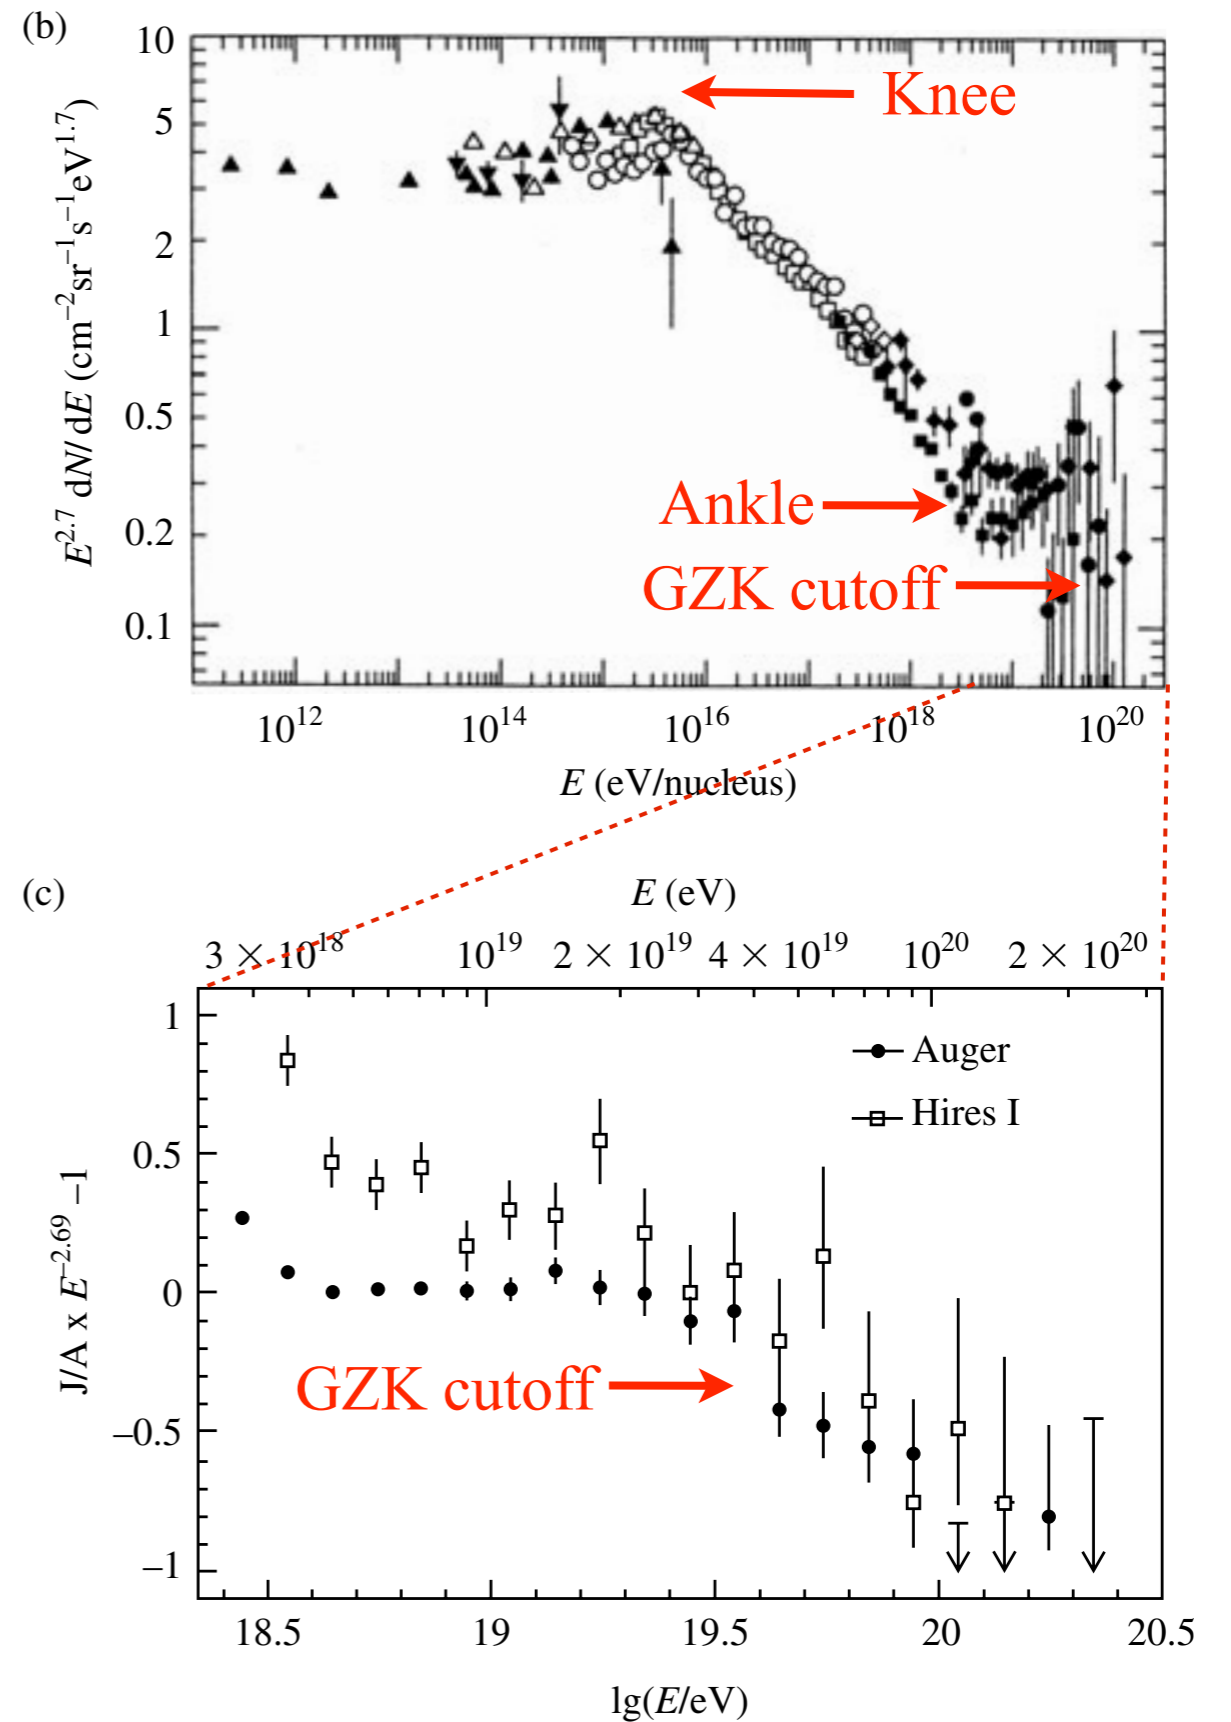 (b)
10
5
2
1
0.5
0.2
0.1
E^2.7 dN/dE (cm^−2sr^−1s^−1eV^1.7)
Knee
Ankle
GZK cutoff
10^12 10^14 10^16 10^18 10^20
E (eV/nucleus)
(c)
E (eV)
3 × 10^18 10^19 2 × 10^19 4 × 10^19 10^20 2 × 10^20
1
0.5
0
−0.5
−1
J/A x E^−2.69 −1
Auger
Hires I
GZK cutoff
18.5 19 19.5 20 20.5
lg(E/eV)